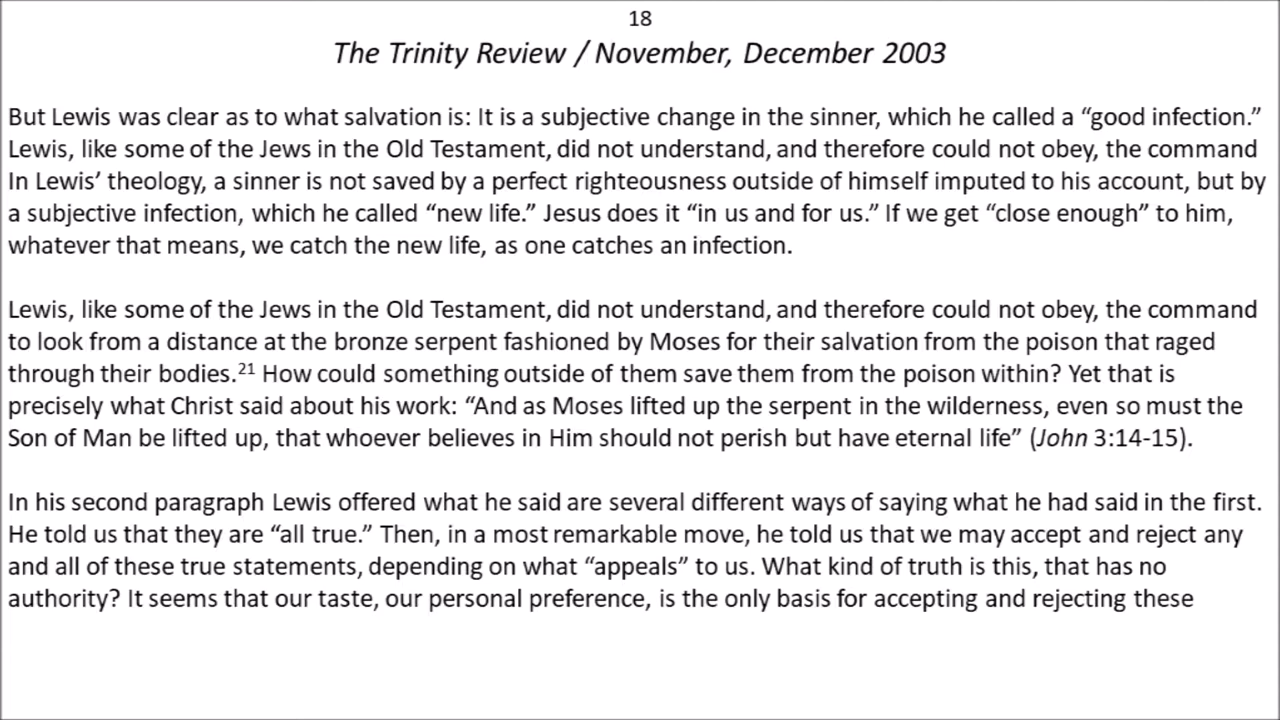 18
The Trinity Review / November, December 2003
But Lewis was clear as to what salvation is: It is a subjective change in the sinner, which he called a “good infection.”
Lewis, like some of the Jews in the Old Testament, did not understand, and therefore could not obey, the command
In Lewis’ theology, a sinner is not saved by a perfect righteousness outside of himself imputed to his account, but by
a subjective infection, which he called “new life.” Jesus does it “in us and for us.” If we get “close enough” to him,
whatever that means, we catch the new life, as one catches an infection.
Lewis, like some of the Jews in the Old Testament, did not understand, and therefore could not obey, the command
to look from a distance at the bronze serpent fashioned by Moses for their salvation from the poison that raged
through their bodies.²¹ How could something outside of them save them from the poison within? Yet that is
precisely what Christ said about his work: “And as Moses lifted up the serpent in the wilderness, even so must the
Son of Man be lifted up, that whoever believes in Him should not perish but have eternal life” (John 3:14-15).
In his second paragraph Lewis offered what he said are several different ways of saying what he had said in the first.
He told us that they are “all true.” Then, in a most remarkable move, he told us that we may accept and reject any
and all of these true statements, depending on what “appeals” to us. What kind of truth is this, that has no
authority? It seems that our taste, our personal preference, is the only basis for accepting and rejecting these